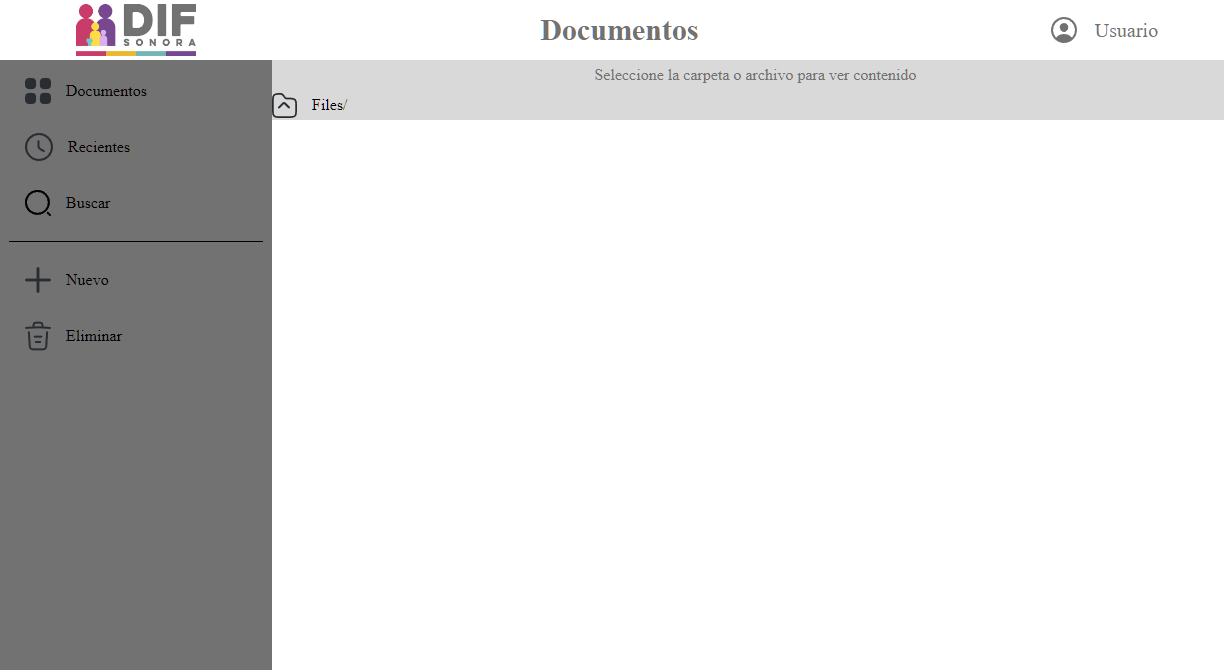 DIF
SONORA
Documentos
Usuario
Documentos
Recientes
Buscar
Nuevo
Eliminar
Seleccione la carpeta o archivo para ver contenido
Files/